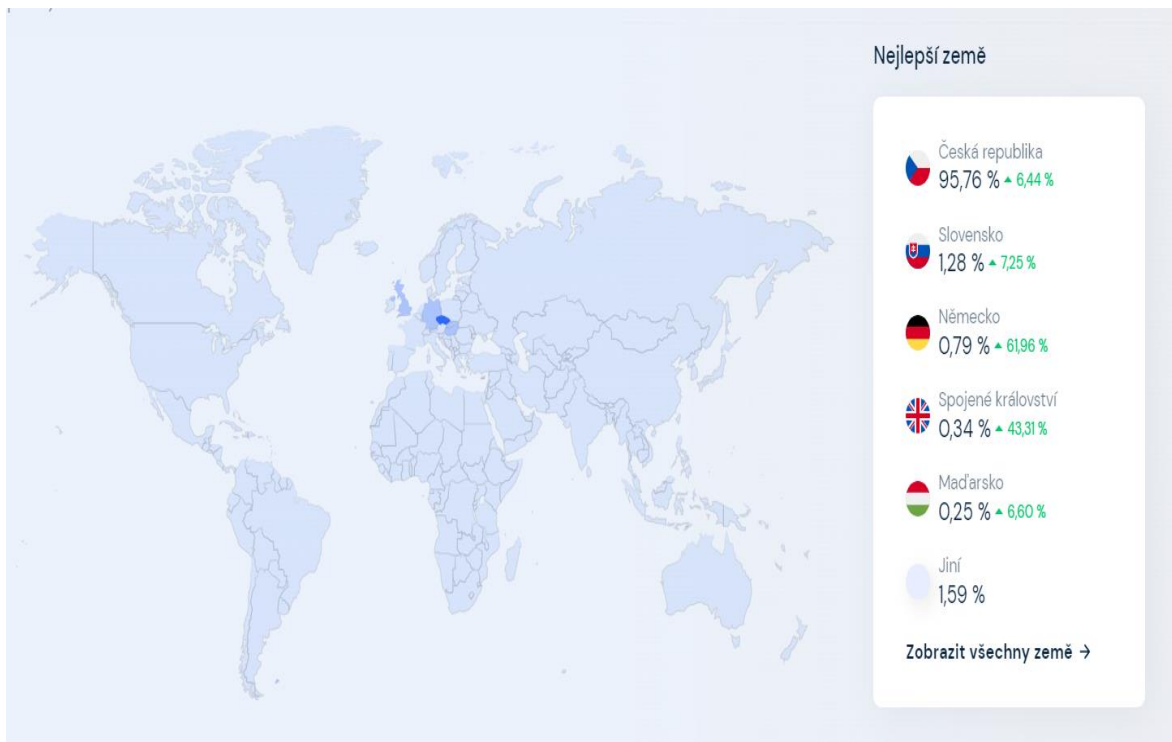 Nejlepší země
Česká republika
95,76 % ▲ 6,44 %
Slovensko
1,28 % ▲ 7,25 %
Německo
0,79 % ▲ 61,96 %
Spojené království
0,34 % ▲ 43,31 %
Maďarsko
0,25 % ▲ 6,60 %
Jiní
1,59 %
Zobrazit všechny země →